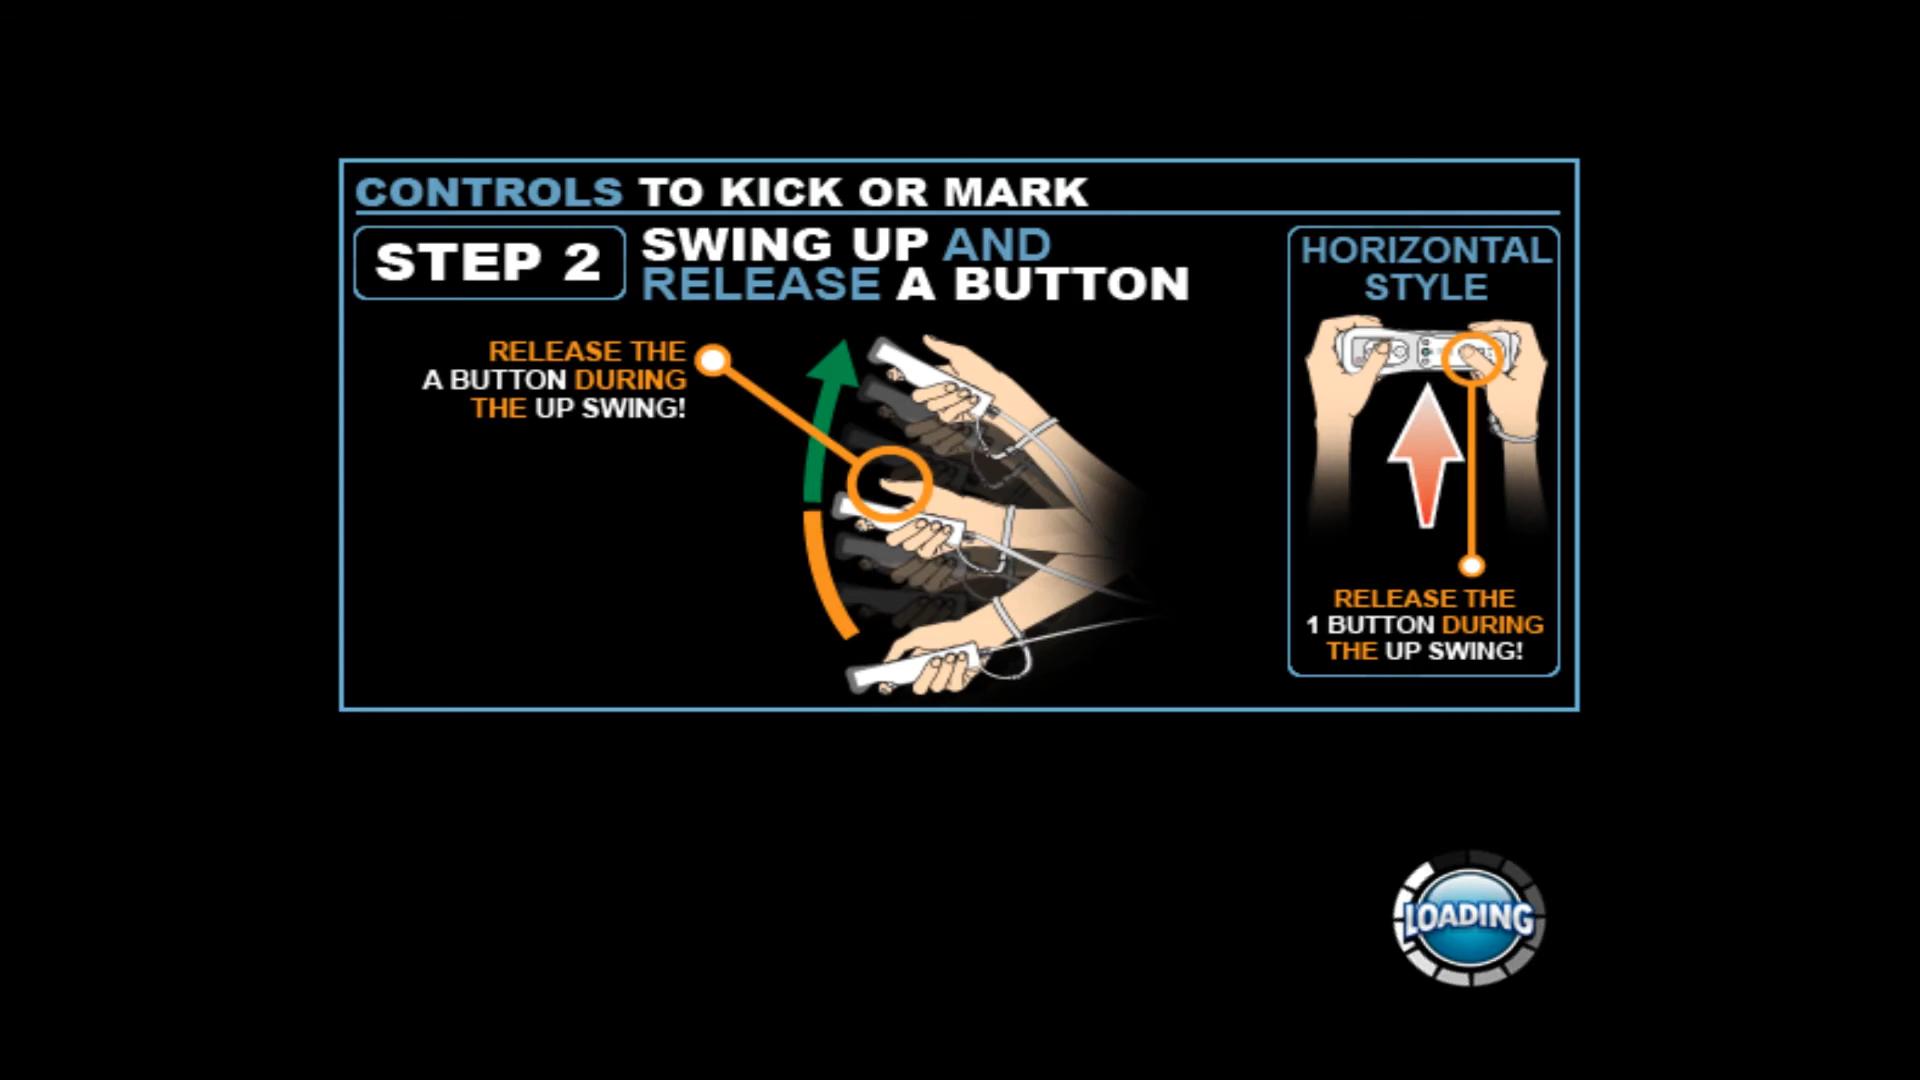 CONTROLS TO KICK OR MARK
STEP 2
SWING UP AND
RELEASE A BUTTON
RELEASE THE
A BUTTON DURING
THE UP SWING!
HORIZONTAL
STYLE
RELEASE THE
1 BUTTON DURING
THE UP SWING!
LOADING